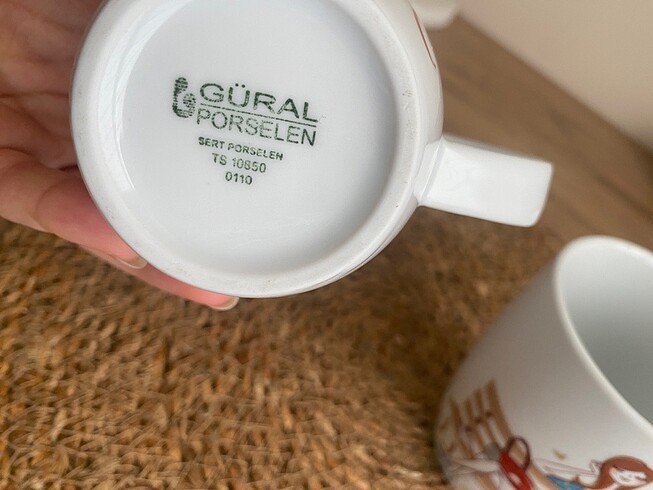 GÜRAL
PORSELEN
SERT PORSELEN
TS 10850
0110